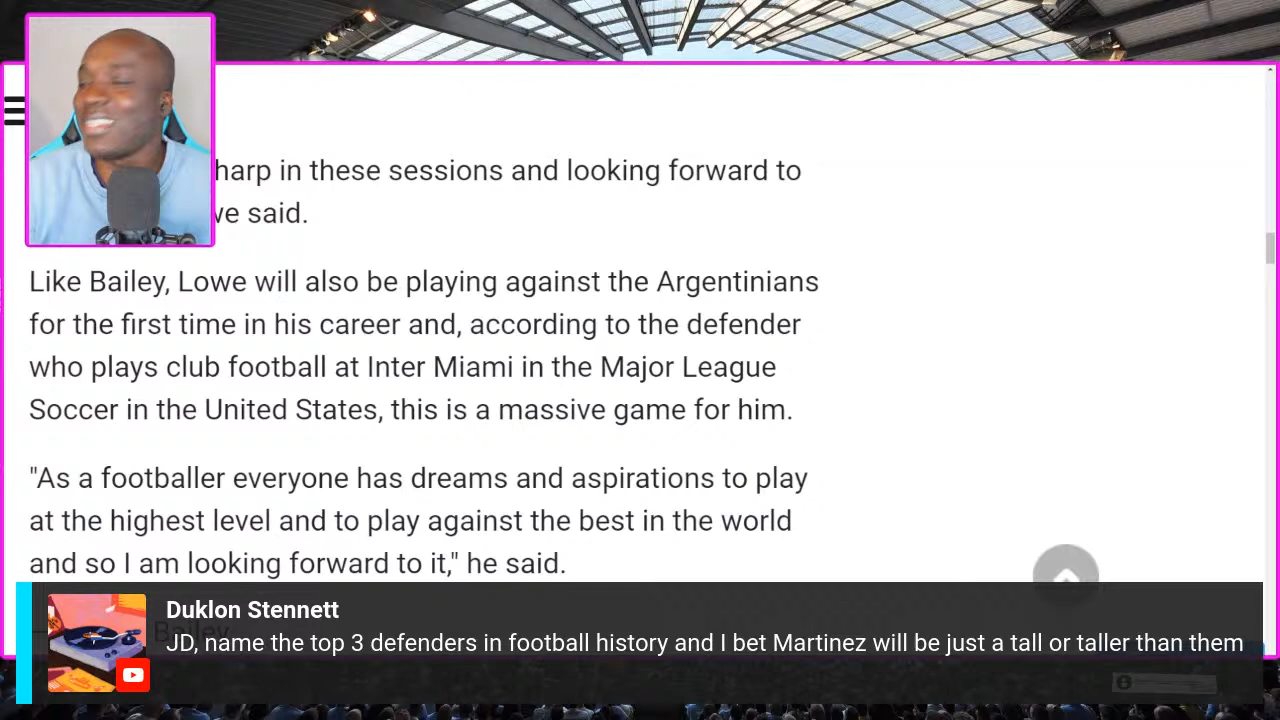 harp in these sessions and looking forward to
we said.
Like Bailey, Lowe will also be playing against the Argentinians
for the first time in his career and, according to the defender
who plays club football at Inter Miami in the Major League
Soccer in the United States, this is a massive game for him.
"As a footballer everyone has dreams and aspirations to play
at the highest level and to play against the best in the world
and so I am looking forward to it," he said.
Bailey
Duklon Stennett
JD, name the top 3 defenders in football history and I bet Martinez will be just a tall or taller than them